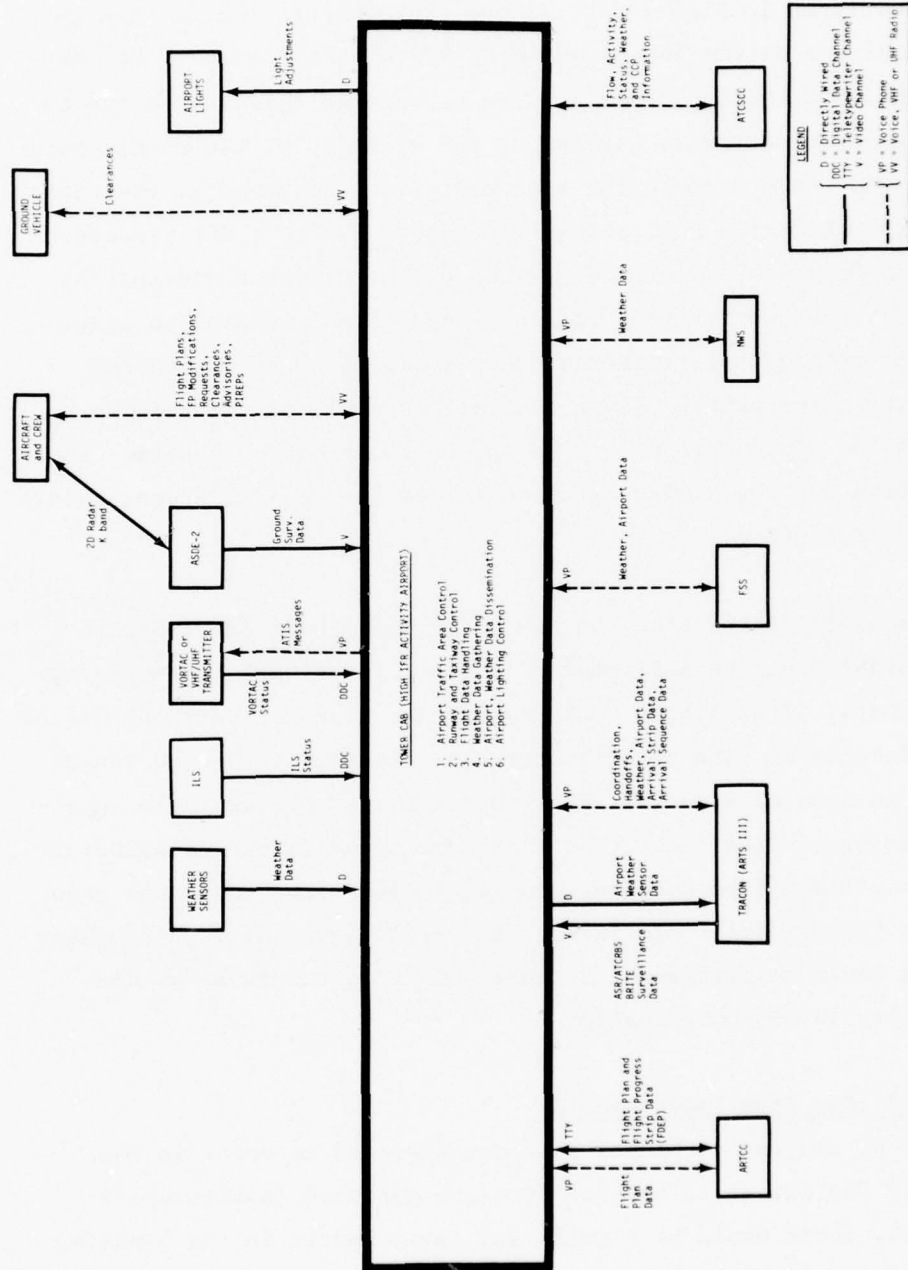 WEATHER
SENSORS
Weather
Data
D
ILS
ILS
Status
DDC
VORTAC or
VHF/UHF
TRANSMITTER
VORTAC
Status
DDC
ATIS
Messages
VP
ASDE-2
Ground
Surv.
Data
V
2D Radar
K band
AIRCRAFT
and CREW
Flight Plans,
FP Modifications,
Requests,
Clearances,
Advisories,
PIREPs
VV
GROUND
VEHICLE
Clearances
VV
AIRPORT
LIGHTS
Light
Adjustments
D
TOWER CAB (HIGH IFR ACTIVITY AIRPORT)
1. Airport Traffic Area Control
2. Runway and Taxiway Control
3. Flight Data Handling
4. Weather Data Gathering
5. Airport, Weather Data Dissemination
6. Airport Lighting Control
VP
Flight
Plan
Data
TTY
Flight Plan and
Flight Progress
Strip Data
(FDEP)
ARTCC
ASR/ATCRBS
BRITE
Surveillance
Data
V
D
Airport
Weather
Sensor
Data
VP
Coordination,
Handoffs,
Weather, Airport Data,
Arrival Strip Data,
Arrival Sequence Data
TRACON (ARTS III)
VP
Weather, Airport Data
FSS
VP
Weather Data
NWS
Flow, Activity,
Status, Weather,
and CCP
Information
ATCSCC
LEGEND
D = Directly Wired
DDC = Digital Data Channel
TTY = Teletypewriter Channel
V = Video Channel
VP = Voice Phone
VV = Voice, VHF or UHF Radio